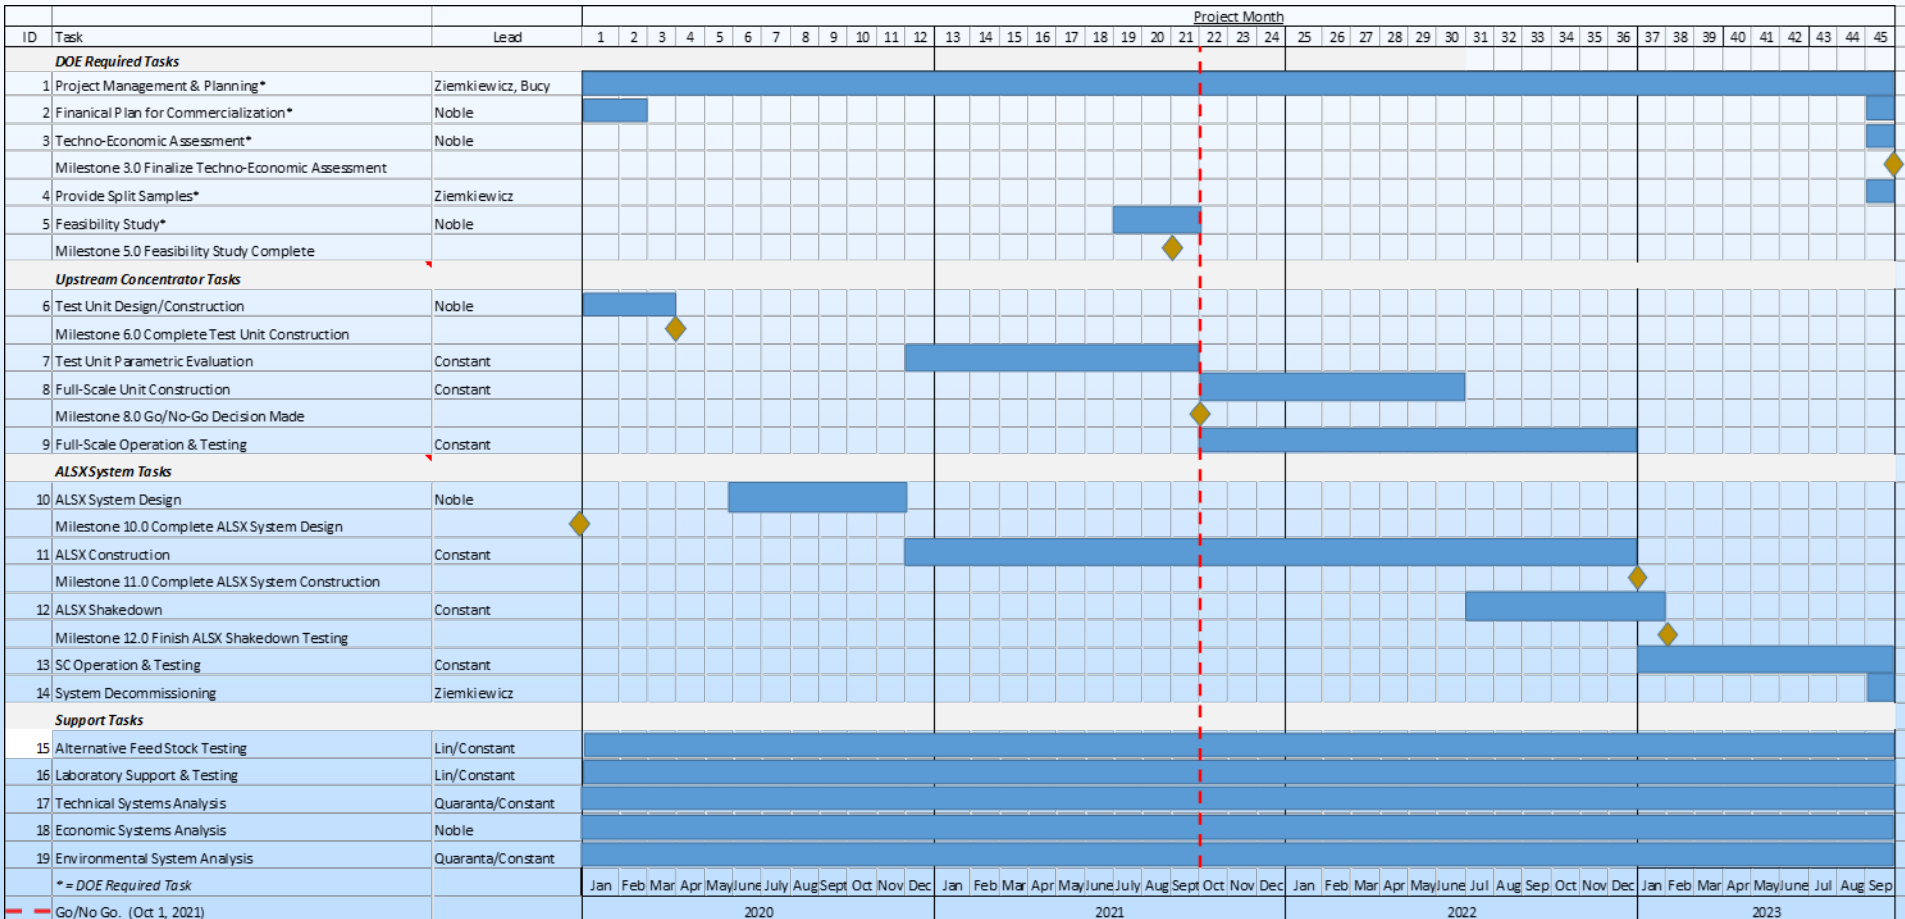 Project Month
ID Task Lead 1 2 3 4 5 6 7 8 9 10 11 12 13 14 15 16 17 18 19 20 21 22 23 24 25 26 27 28 29 30 31 32 33 34 35 36 37 38 39 40 41 42 43 44 45
DOE Required Tasks
1 Project Management & Planning* Ziemkiewicz, Bucy
2 Finanical Plan for Commercialization* Noble
3 Techno-Economic Assessment* Noble
Milestone 3.0 Finalize Techno-Economic Assessment
4 Provide Split Samples* Ziemkiewicz
5 Feasibility Study* Noble
Milestone 5.0 Feasibility Study Complete
Upstream Concentrator Tasks
6 Test Unit Design/Construction Noble
Milestone 6.0 Complete Test Unit Construction
7 Test Unit Parametric Evaluation Constant
8 Full-Scale Unit Construction Constant
Milestone 8.0 Go/No-Go Decision Made
9 Full-Scale Operation & Testing Constant
ALSX System Tasks
10 ALSX System Design Noble
Milestone 10.0 Complete ALSX System Design
11 ALSX Construction Constant
Milestone 11.0 Complete ALSX System Construction
12 ALSX Shakedown Constant
Milestone 12.0 Finish ALSX Shakedown Testing
13 SC Operation & Testing Constant
14 System Decommissioning Ziemkiewicz
Support Tasks
15 Alternative Feed Stock Testing Lin/Constant
16 Laboratory Support & Testing Lin/Constant
17 Technical Systems Analysis Quaranta/Constant
18 Economic Systems Analysis Noble
19 Environmental System Analysis Quaranta/Constant
* = DOE Required Task Jan Feb Mar Apr May June July Aug Sept Oct Nov Dec Jan Feb Mar Apr May June July Aug Sept Oct Nov Dec Jan Feb Mar Apr May June Jul Aug Sep Oct Nov Dec Jan Feb Mar Apr May June Jul Aug Sep
Go/No Go. (Oct 1, 2021) 2020 2021 2022 2023